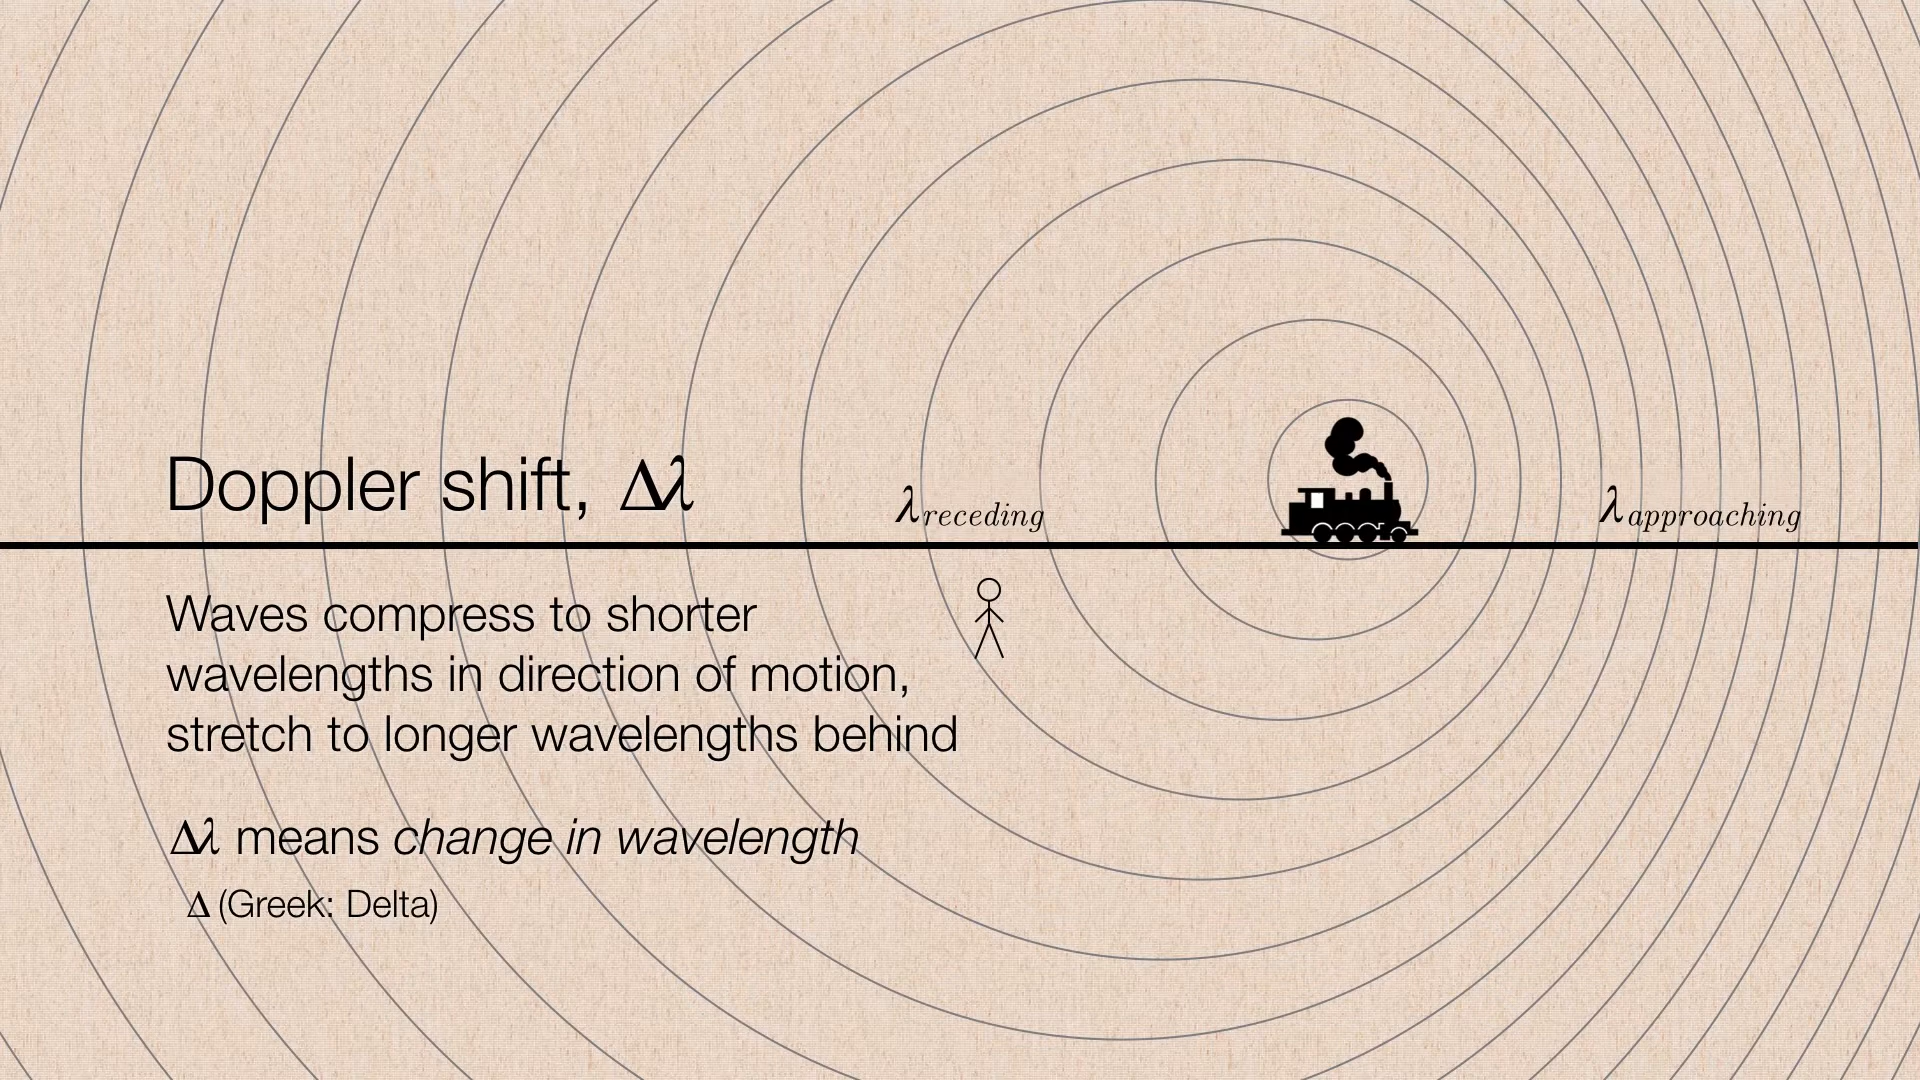 Doppler shift, Δλ
λreceding
λapproaching
Waves compress to shorter
wavelengths in direction of motion,
stretch to longer wavelengths behind
Δλ means change in wavelength
Δ (Greek: Delta)